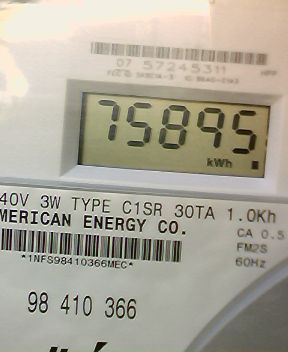 07 57245311
75895
kWh
40V 3W TYPE C1SR 30TA 1.0Kh
MERICAN ENERGY CO.
CA 0.5
FM2S
60Hz
*1NFS98410366MEC*
98 410 366